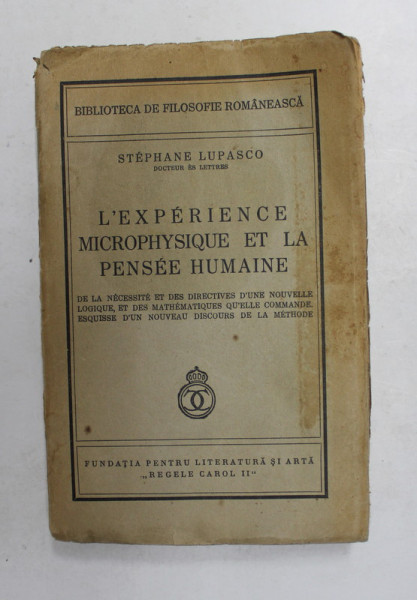 BIBLIOTECA DE FILOSOFIE ROMÂNEASCĂ
STÉPHANE LUPASCO
DOCTEUR ÈS LETTRES
L'EXPÉRIENCE
MICROPHYSIQUE ET LA
PENSÉE HUMAINE
DE LA NÉCESSITÉ ET DES DIRECTIVES D'UNE NOUVELLE
LOGIQUE, ET DES MATHÉMATIQUES QU'ELLE COMMANDE.
ESQUISSE D'UN NOUVEAU DISCOURS DE LA MÉTHODE
FUNDAȚIA PENTRU LITERATURĂ ȘI ARTĂ
„REGELE CAROL II"